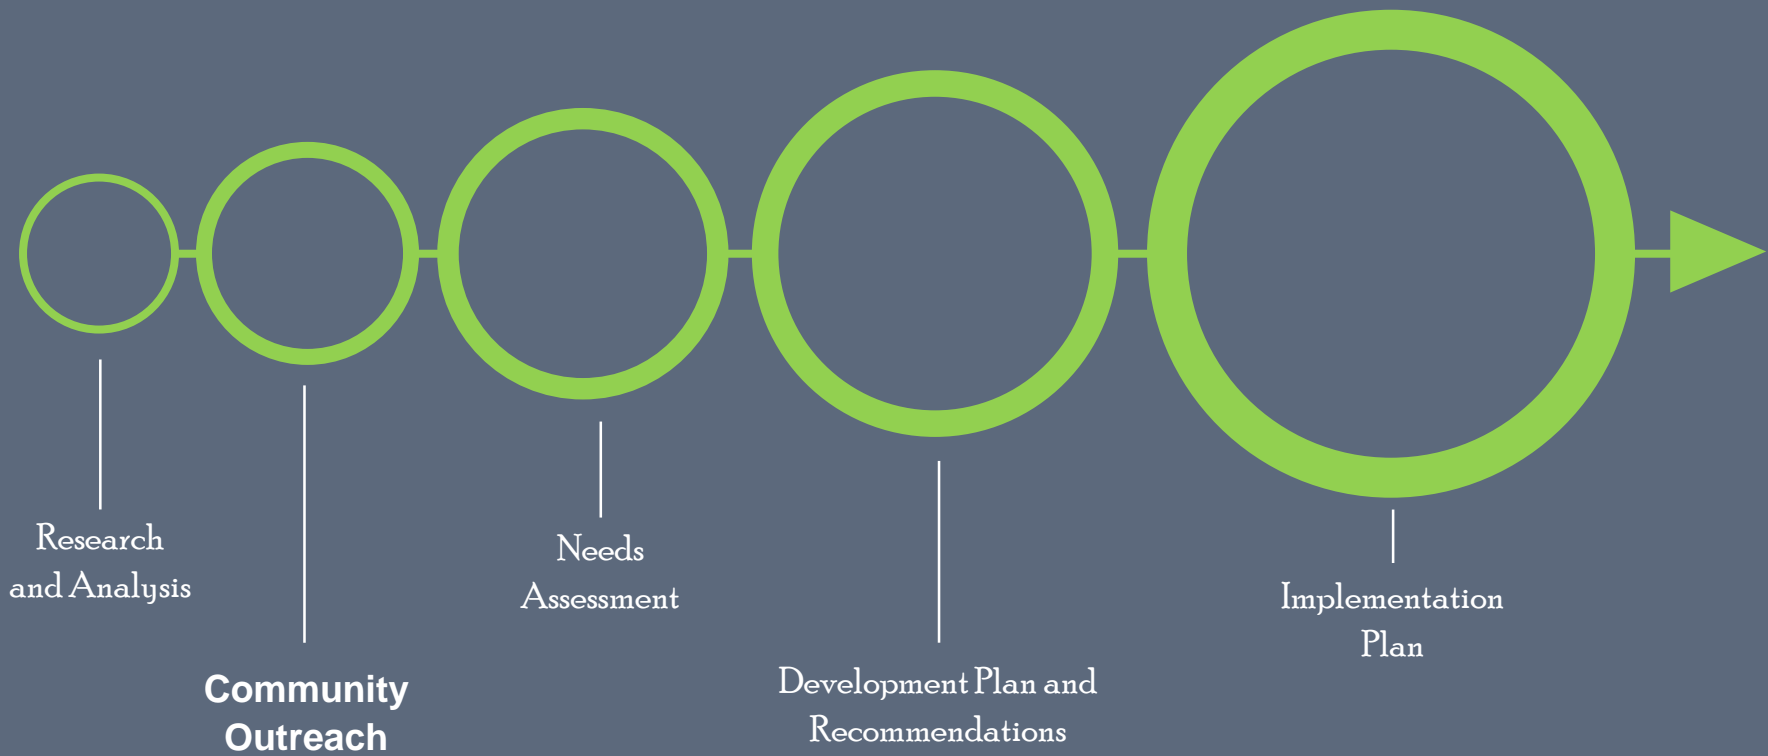 Research
and Analysis
Community
Outreach
Needs
Assessment
Development Plan and
Recommendations
Implementation
Plan